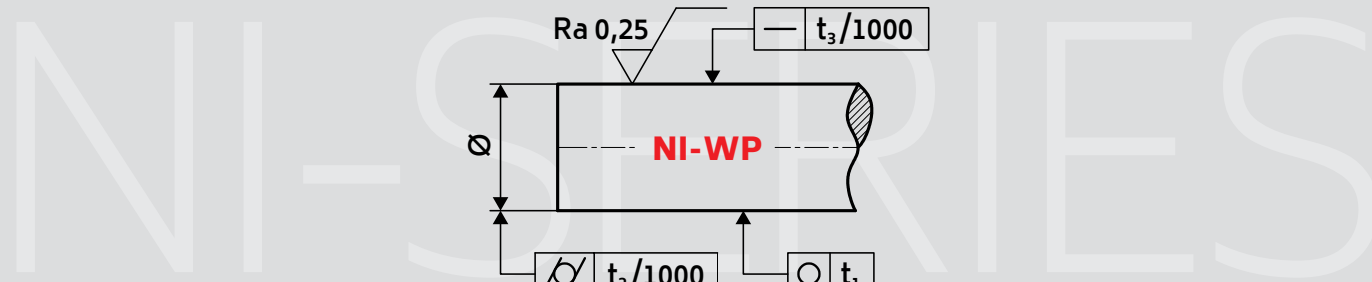 NI-SERIES
Ra 0,25
t₃/1000
Ø
NI-WP
t₂/1000
t₁